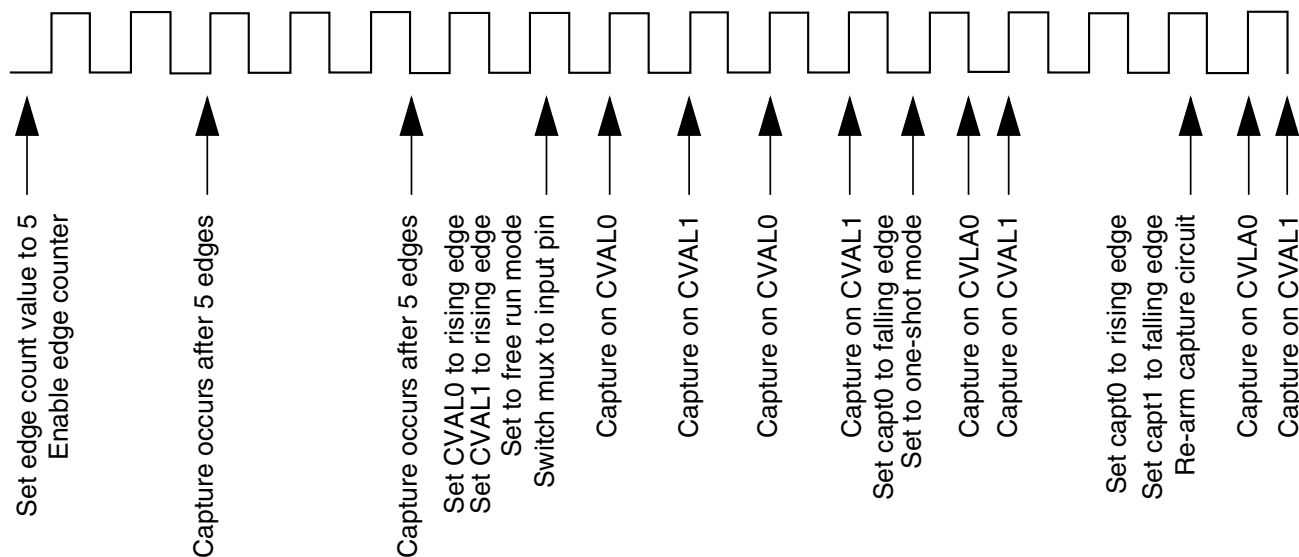 Set edge count value to 5
Enable edge counter
Capture occurs after 5 edges
Capture occurs after 5 edges
Set CVAL0 to rising edge
Set CVAL1 to rising edge
Set to free run mode
Switch mux to input pin
Capture on CVAL0
Capture on CVAL1
Capture on CVAL0
Capture on CVAL1
Set capt0 to falling edge
Set to one-shot mode
Capture on CVLA0
Capture on CVAL1
Set capt0 to rising edge
Set capt1 to falling edge
Re-arm capture circuit
Capture on CVLA0
Capture on CVAL1